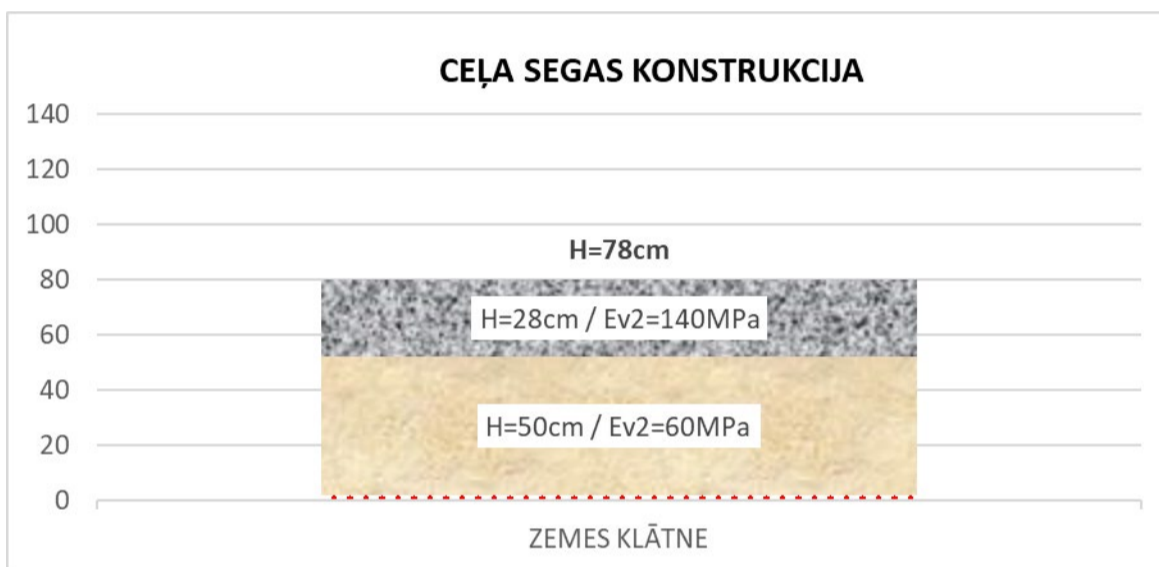 CEĻA SEGAS KONSTRUKCIJA
140
120
100
80
60
40
20
0
H=78cm
H=28cm / Ev2=140MPa
H=50cm / Ev2=60MPa
ZEMES KLĀTNE